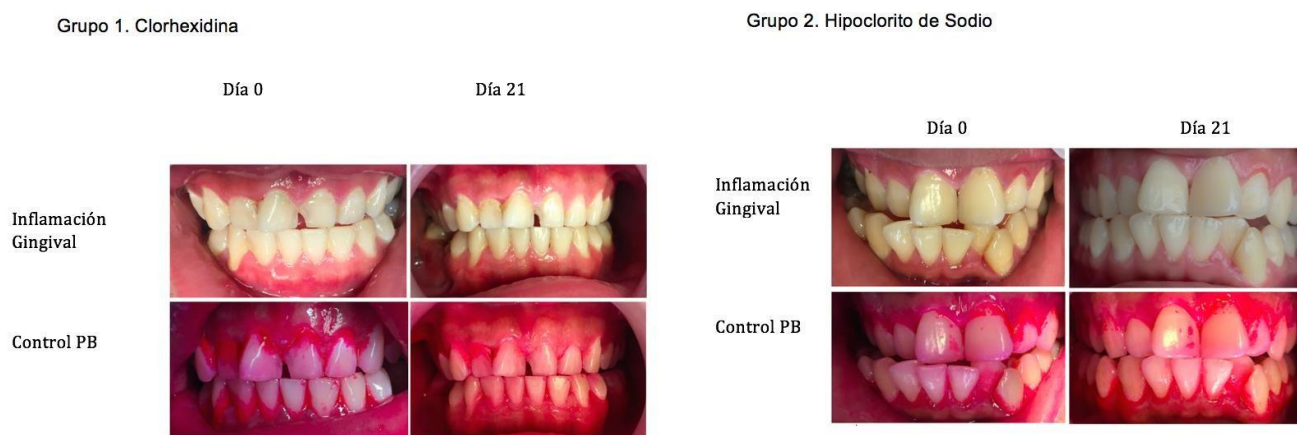 Grupo 1. Clorhexidina
Día 0
Día 21
Inflamación
Gingival
Control PB
Grupo 2. Hipoclorito de Sodio
Día 0
Día 21
Inflamación
Gingival
Control PB